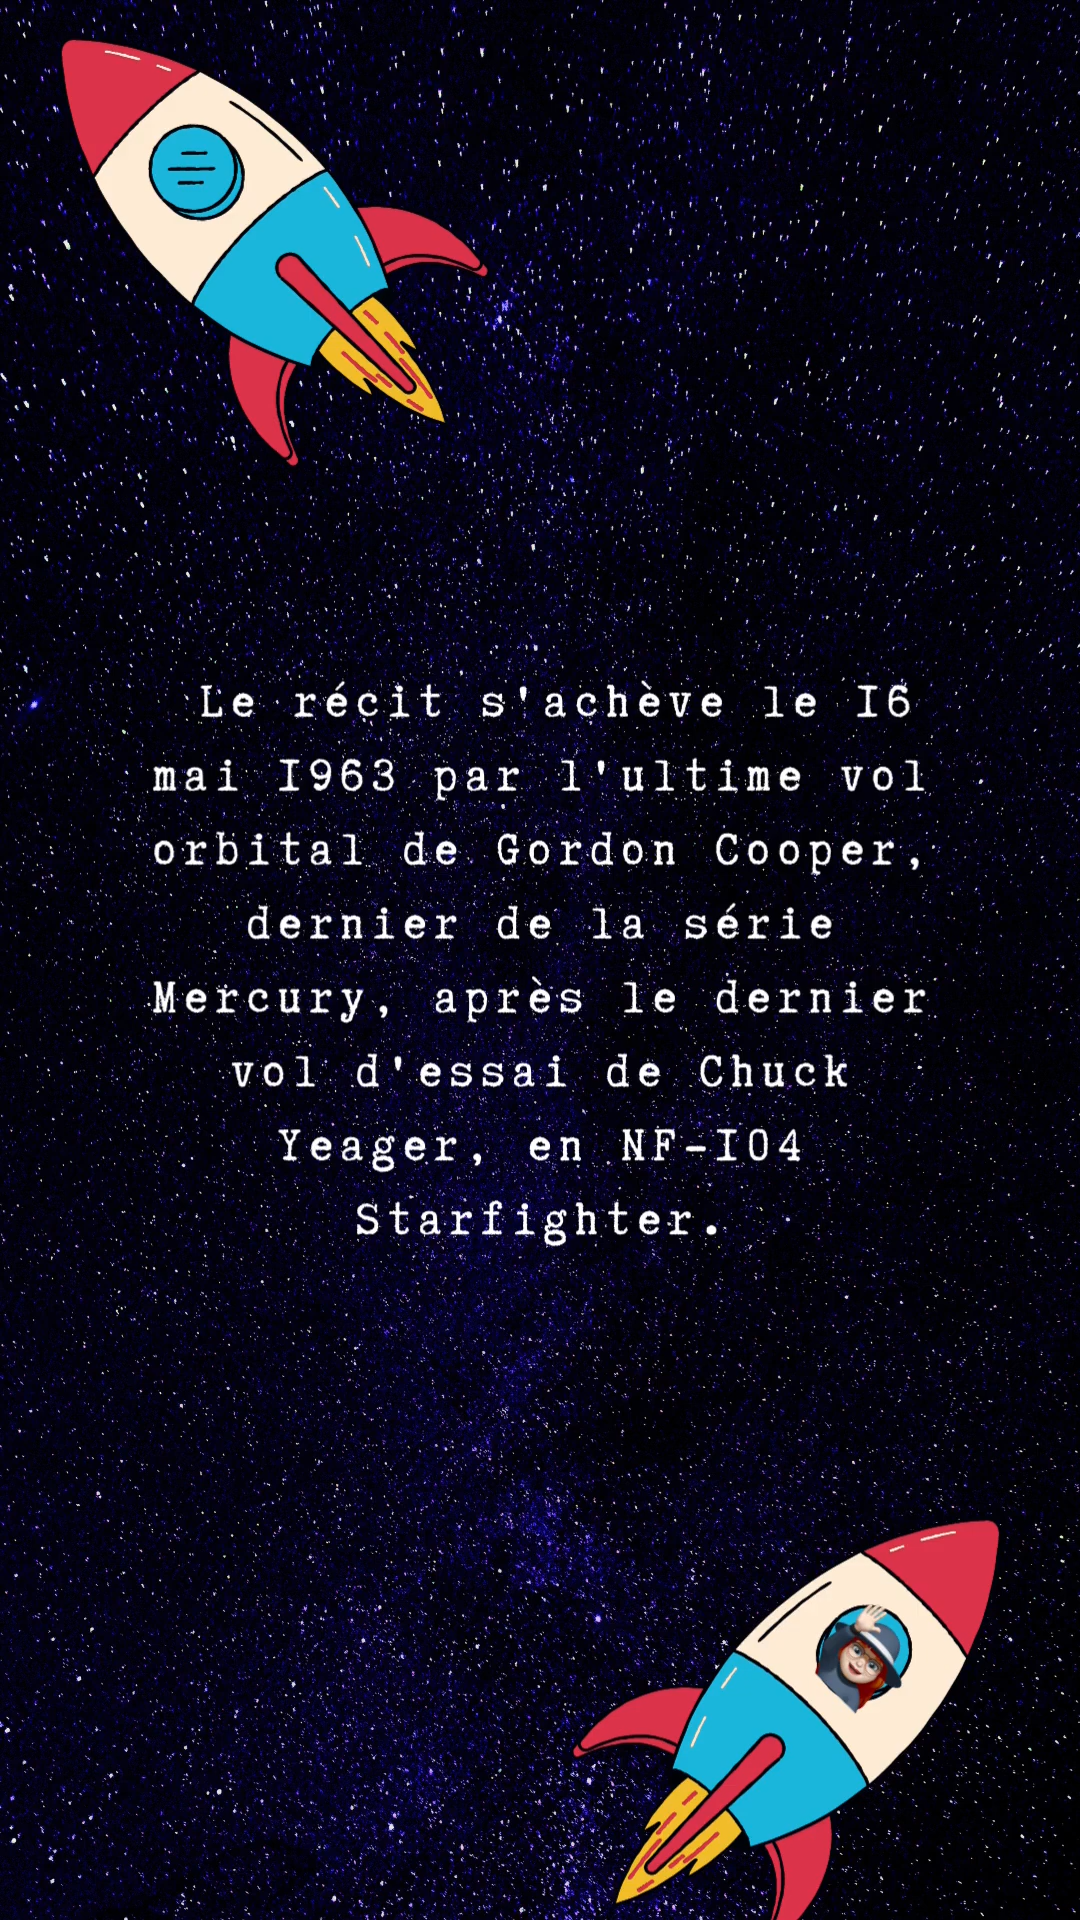 Le récit s'achève le I6
mai I963 par l'ultime vol
orbital de Gordon Cooper,
dernier de la série
Mercury, après le dernier
vol d'essai de Chuck
Yeager, en NF-I04
Starfighter.